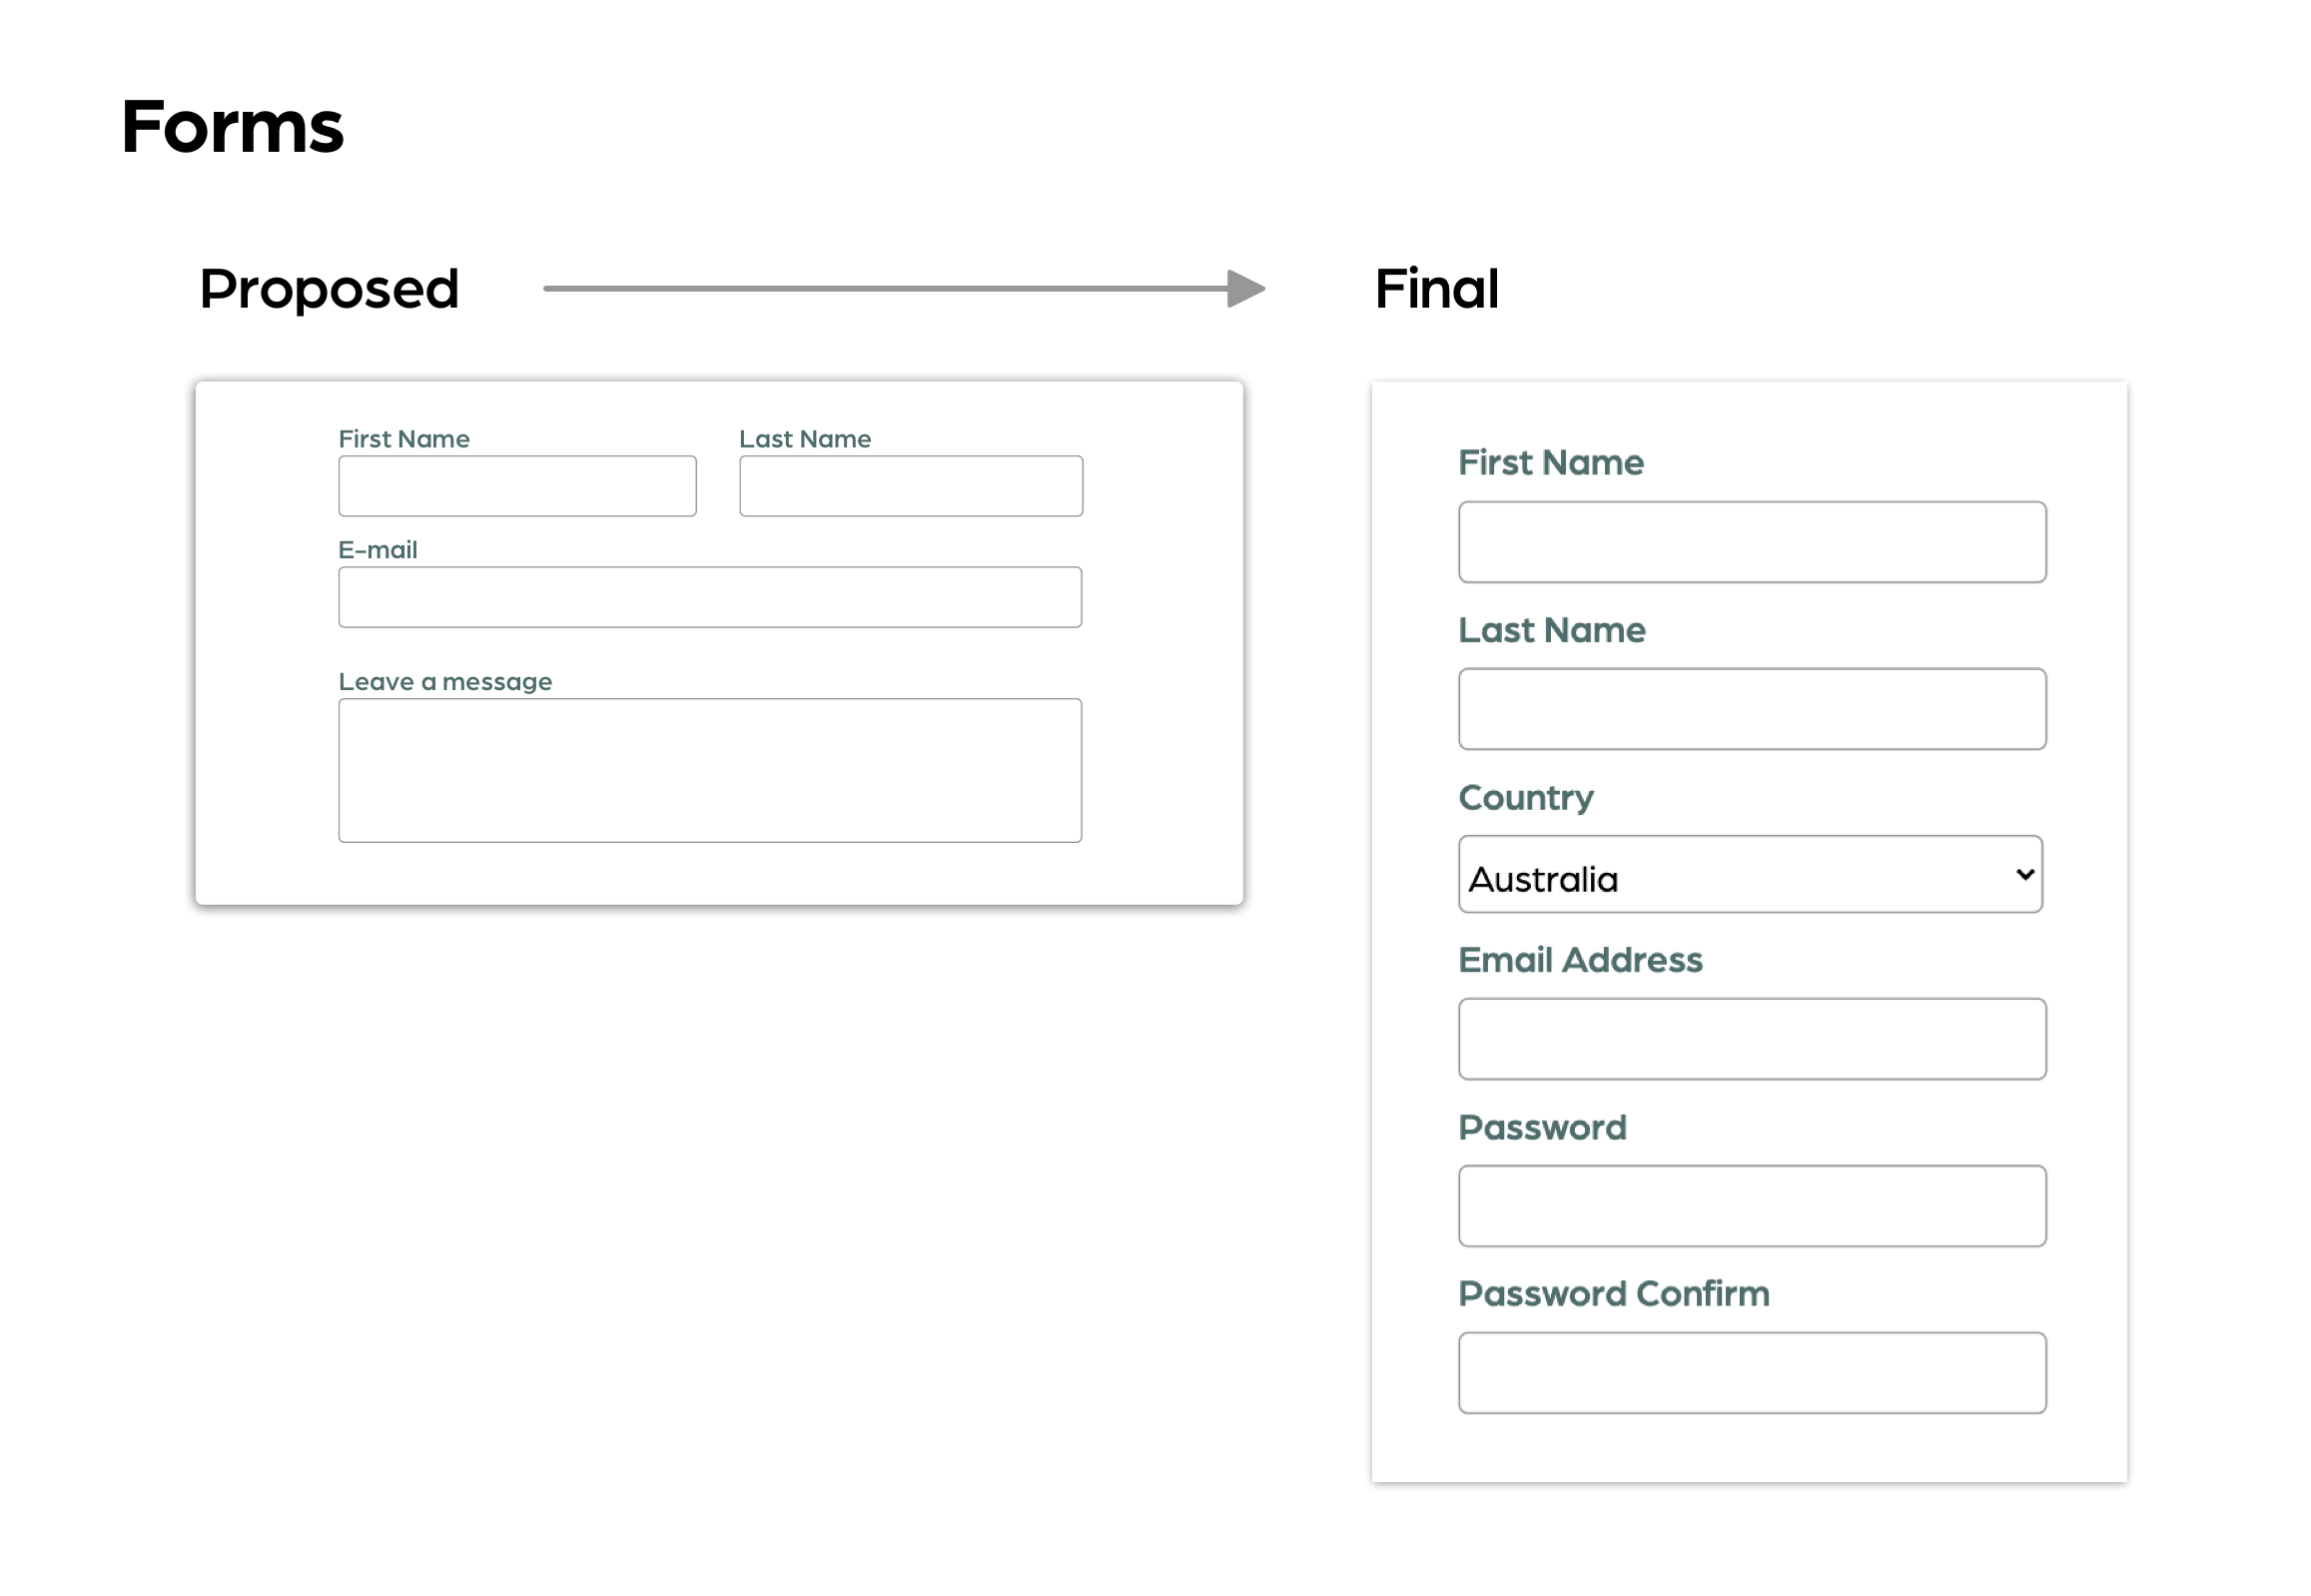 Forms
Proposed
Final
First Name
Last Name
E-mail
Leave a message
First Name
Last Name
Country
Australia
Email Address
Password
Password Confirm